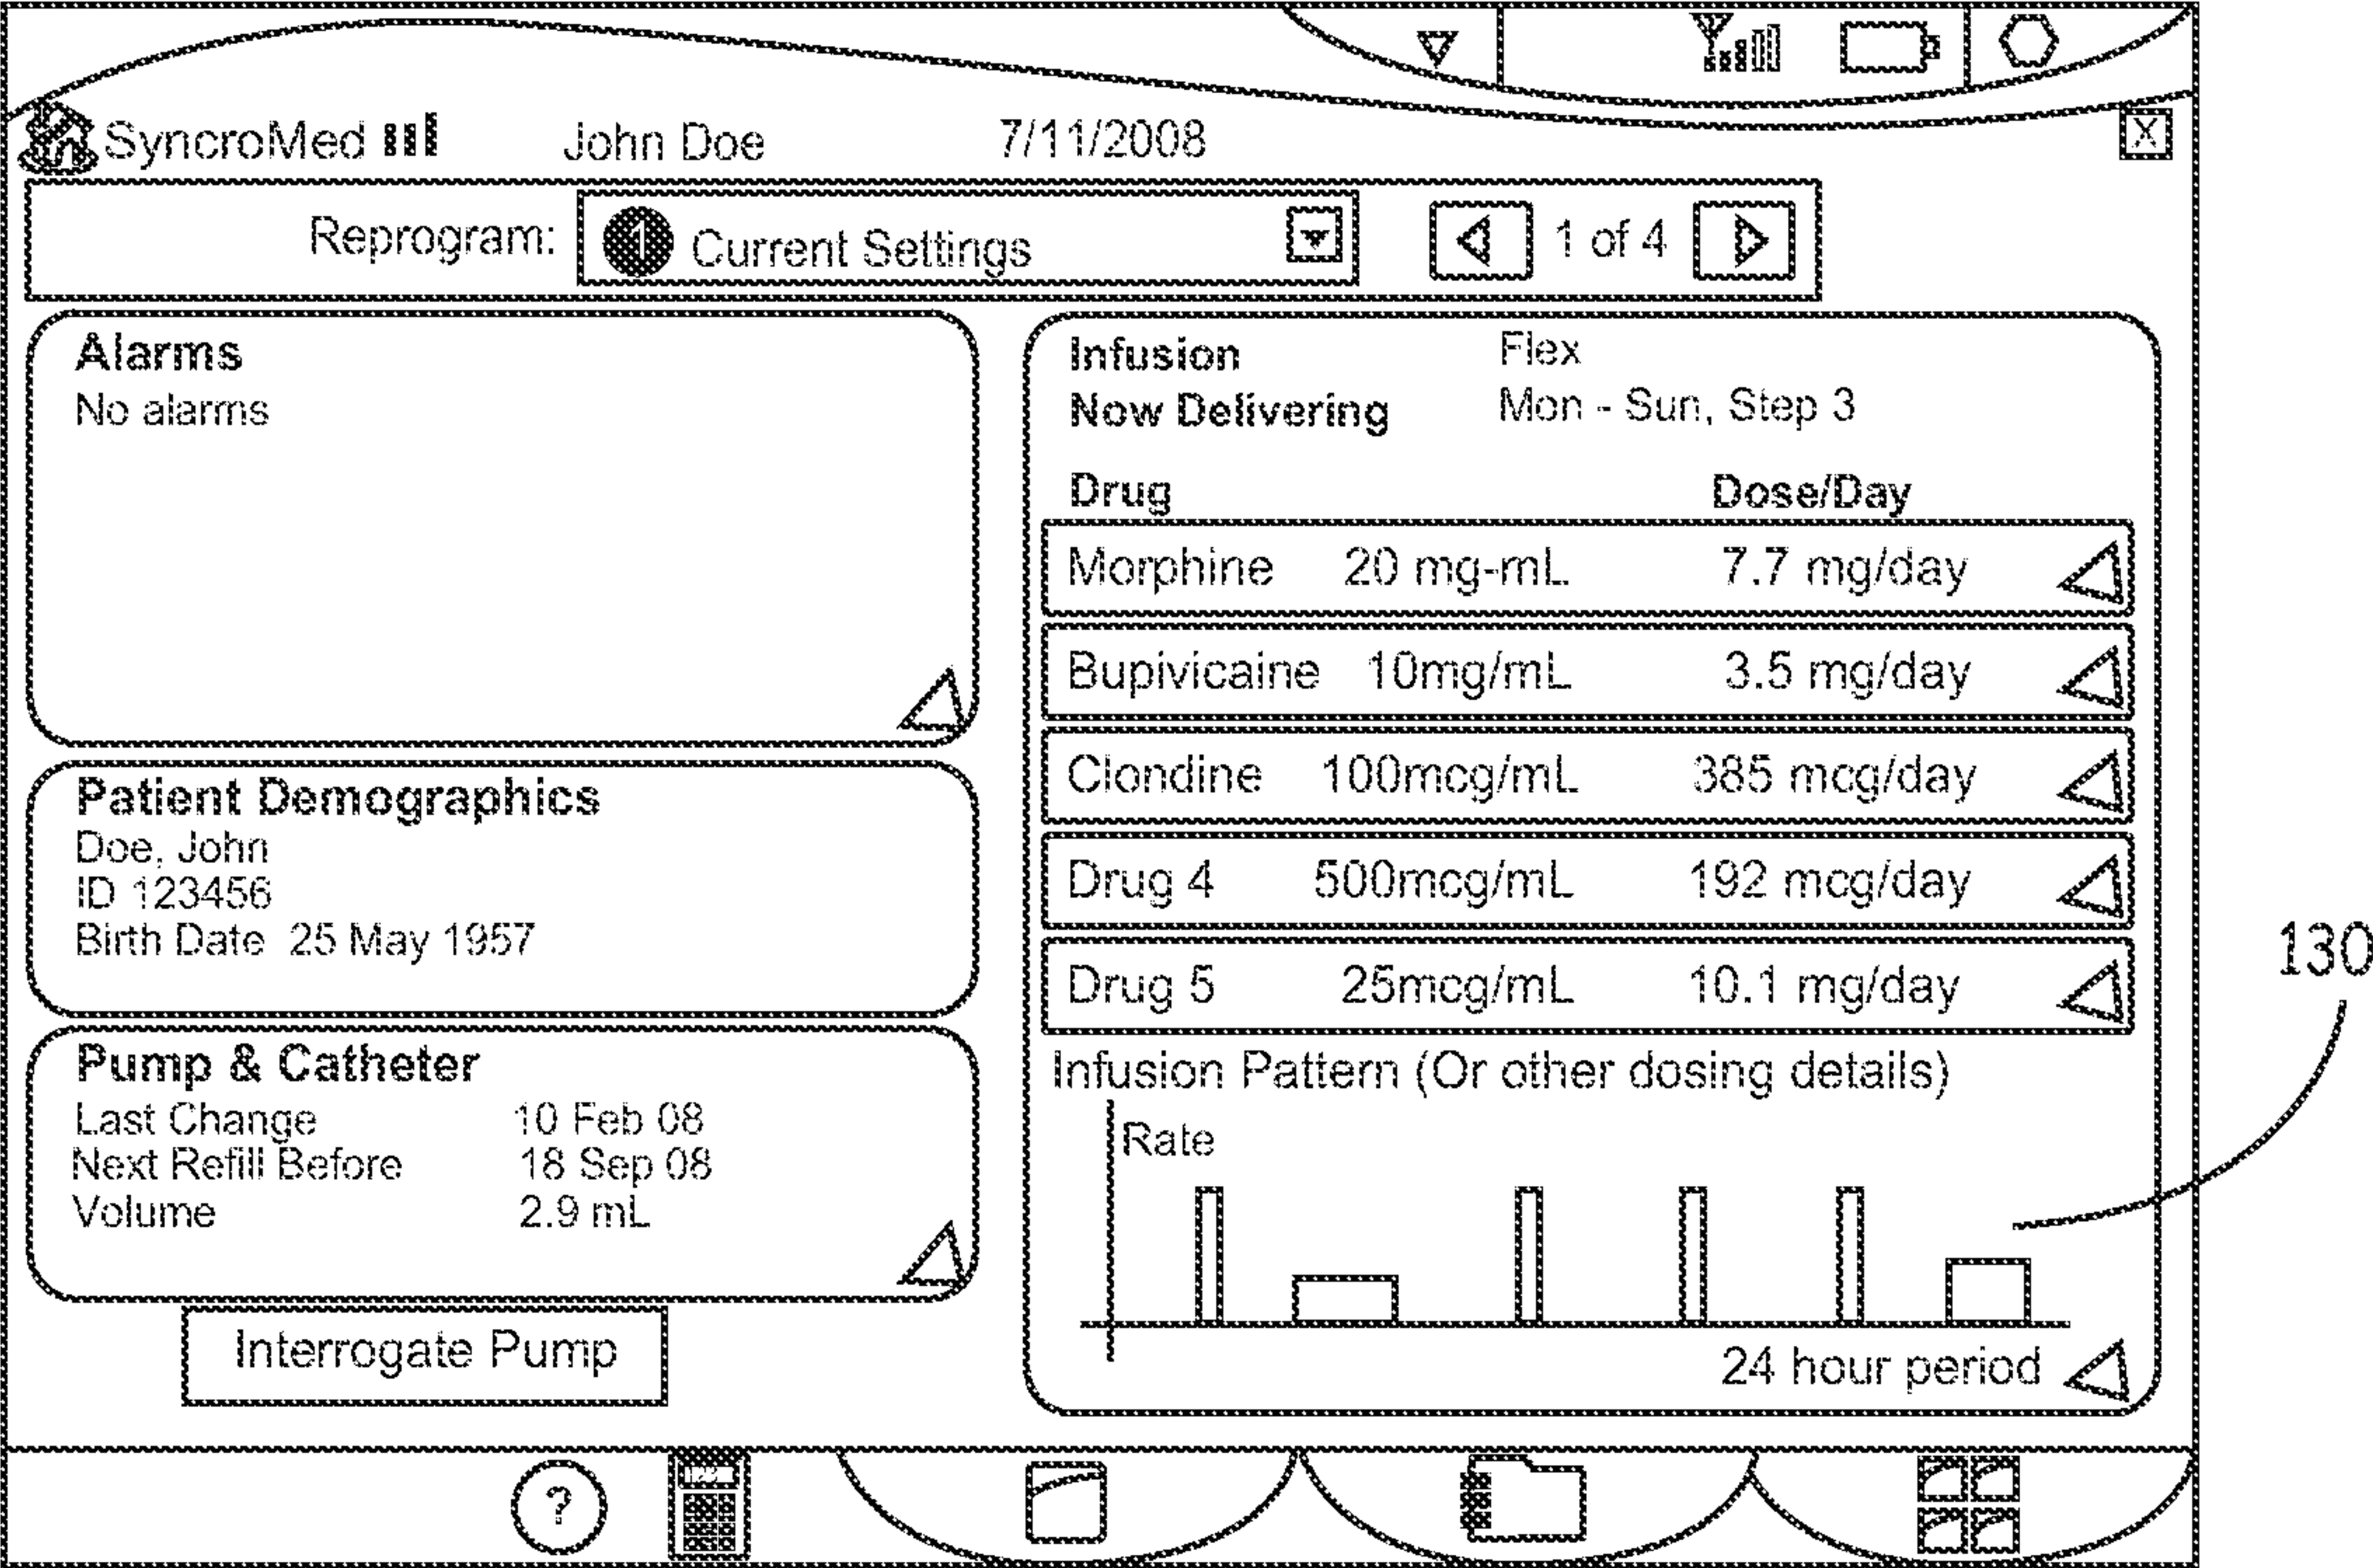 SyncroMed John Doe 7/11/2008 X
Reprogram: 1 Current Settings 1 of 4
Alarms
No alarms
Patient Demographics
Doe, John
ID 123456
Birth Date 25 May 1957
Pump & Catheter
Last Change 10 Feb 08
Next Refill Before 18 Sep 08
Volume 2.9 mL
Interrogate Pump
Infusion Flex
Now Delivering Mon - Sun, Step 3
Drug Dose/Day
Morphine 20 mg-mL 7.7 mg/day
Bupivicaine 10mg/mL 3.5 mg/day
Clondine 100mcg/mL 385 mcg/day
Drug 4 500mcg/mL 192 mcg/day
Drug 5 25mcg/mL 10.1 mg/day
Infusion Pattern (Or other dosing details)
Rate
24 hour period
130
?